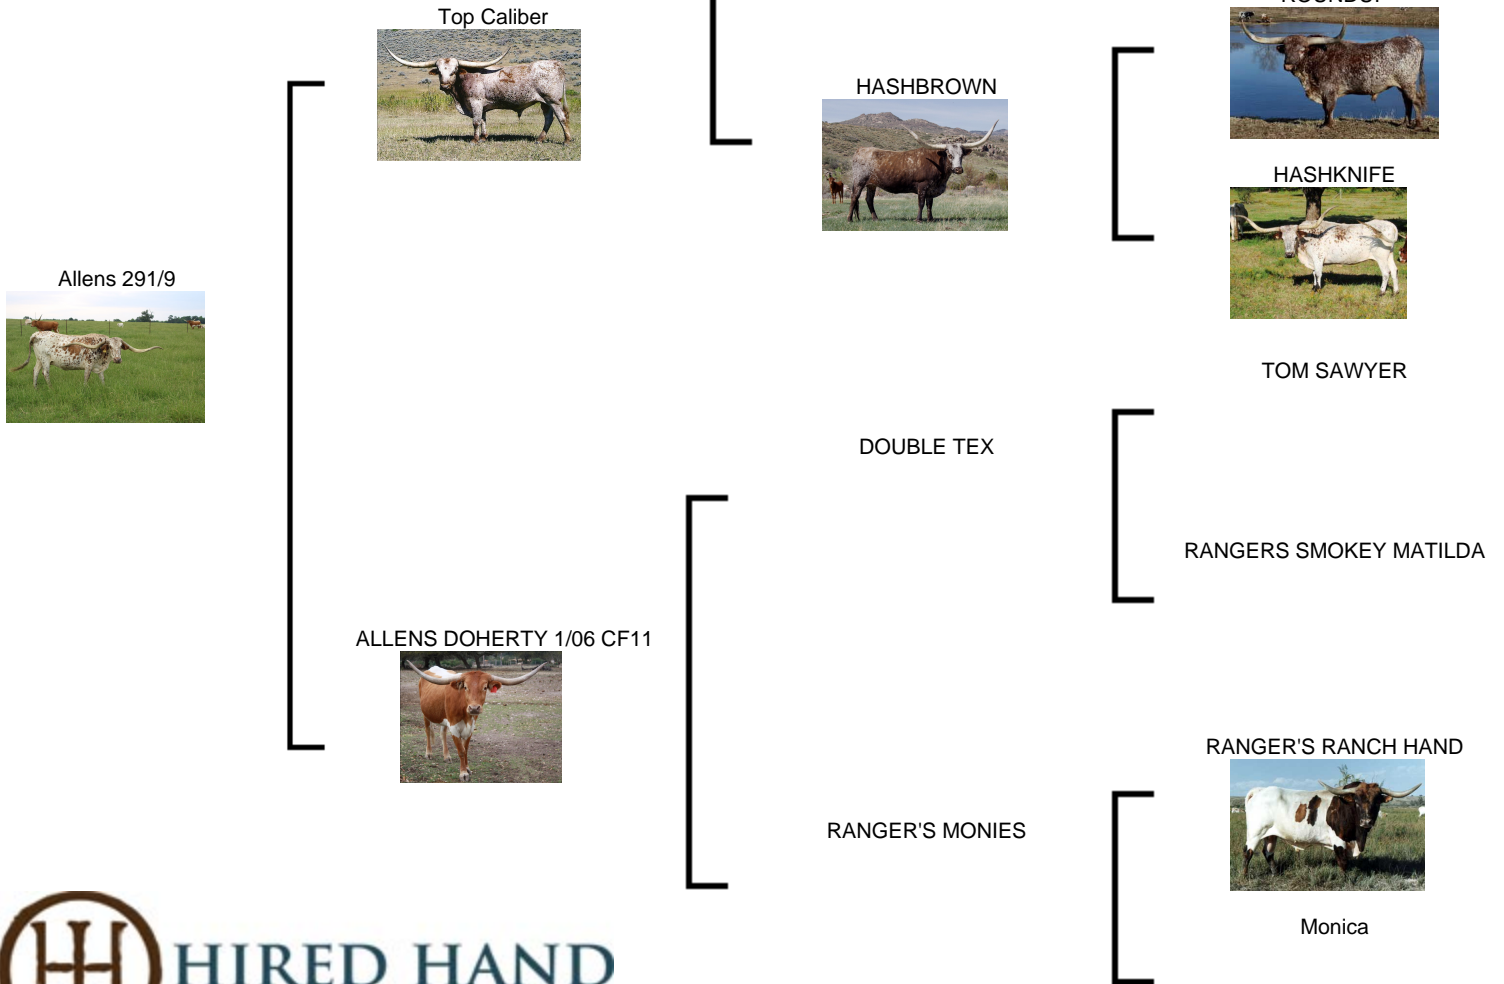 Top Caliber
HASHBROWN
HASHKNIFE
Allens 291/9
TOM SAWYER
DOUBLE TEX
RANGERS SMOKEY MATILDA
ALLENS DOHERTY 1/06 CF11
RANGER'S RANCH HAND
RANGER'S MONIES
Monica
HIRED HAND